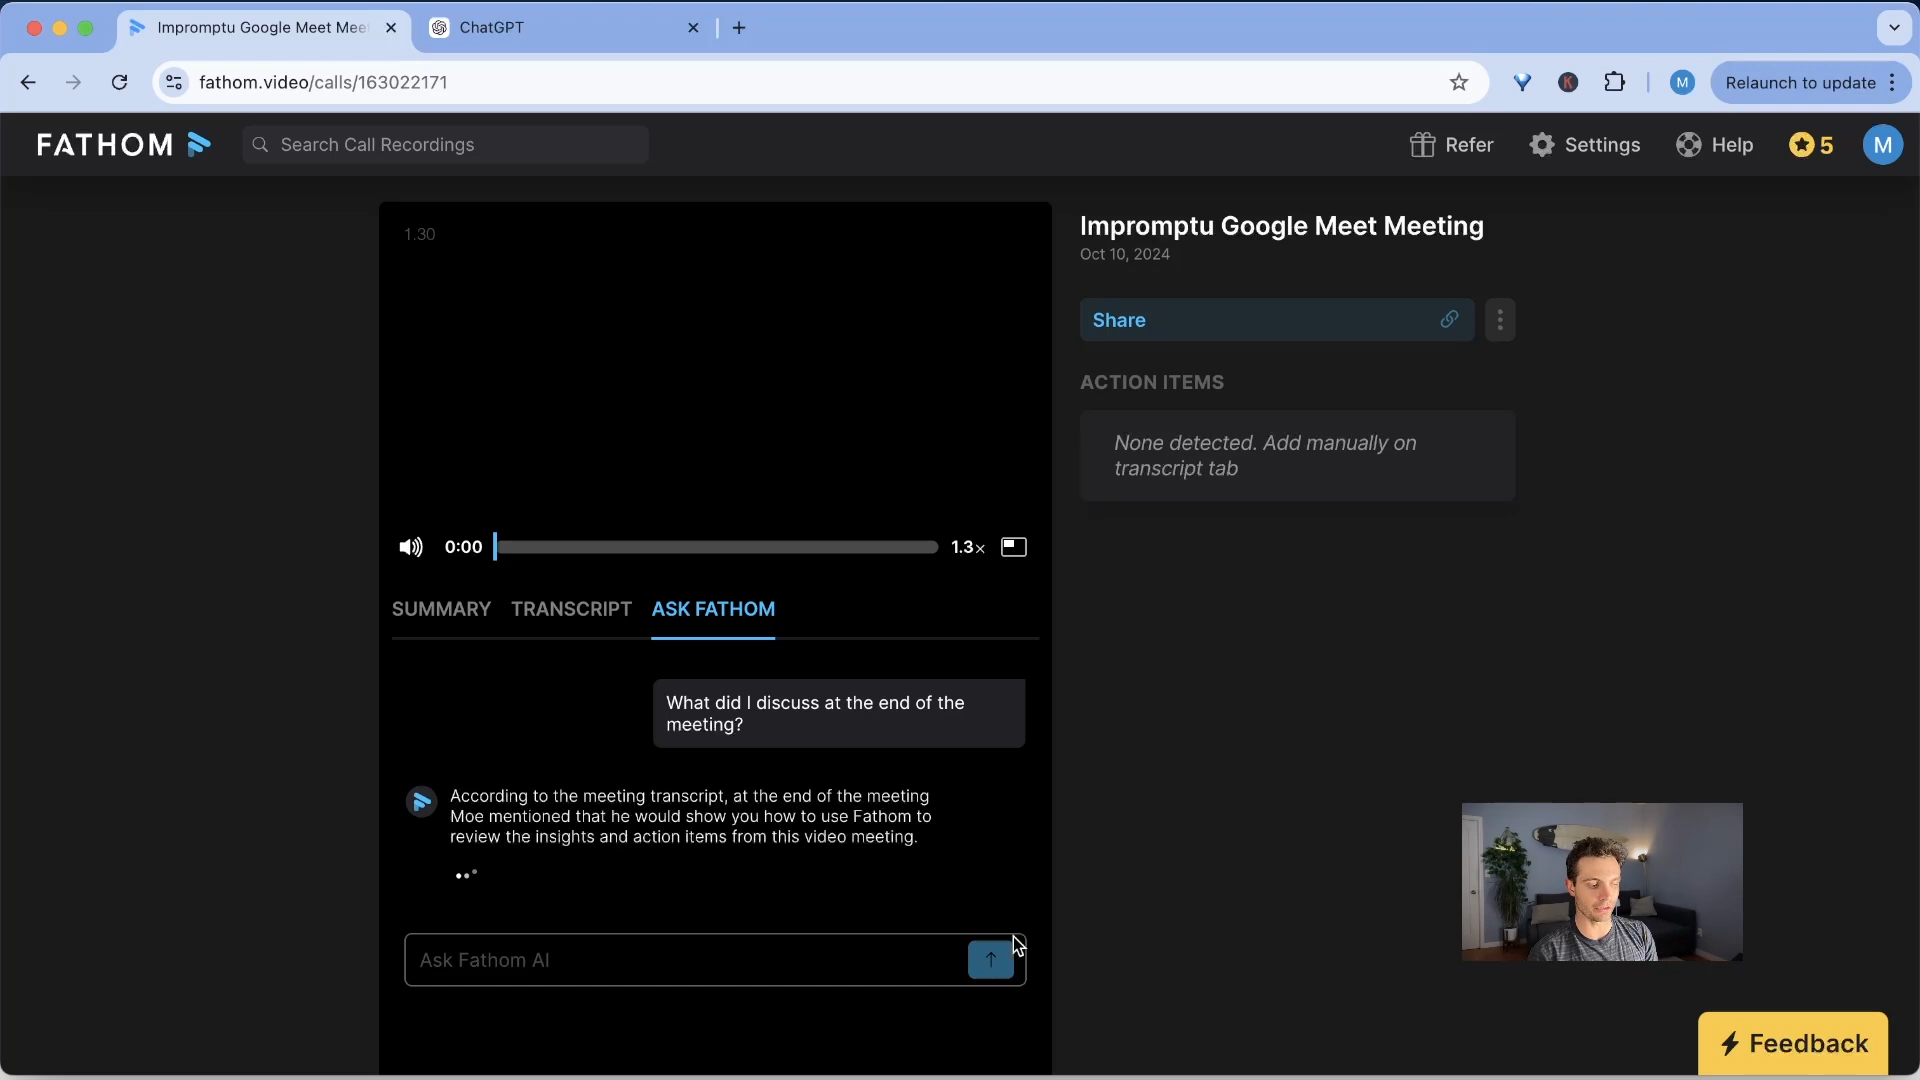 Impromptu Google Meet Mee
ChatGPT
fathom.video/calls/163022171
K
M
Relaunch to update
FATHOM
Search Call Recordings
Refer
Settings
Help
5
M
1.30
Impromptu Google Meet Meeting
Oct 10, 2024
Share
ACTION ITEMS
None detected. Add manually on
transcript tab
0:00
1.3×
SUMMARY
TRANSCRIPT
ASK FATHOM
What did I discuss at the end of the
meeting?
According to the meeting transcript, at the end of the meeting
Moe mentioned that he would show you how to use Fathom to
review the insights and action items from this video meeting.
Ask Fathom AI
Feedback